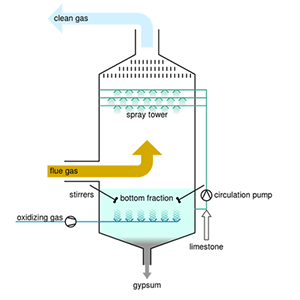 clean gas
spray tower
flue gas
stirrers
bottom fraction
circulation pump
oxidizing gas
limestone
gypsum